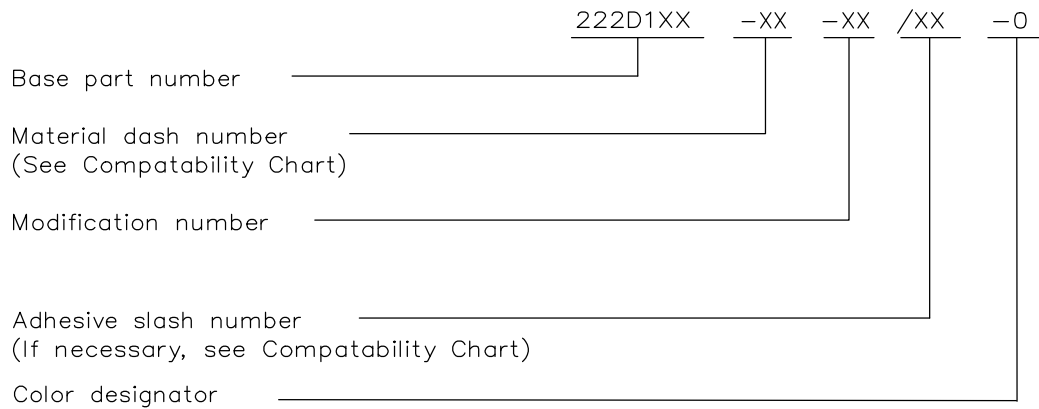 222D1XX -XX -XX /XX -0
Base part number
Material dash number
(See Compatability Chart)
Modification number
Adhesive slash number
(If necessary, see Compatability Chart)
Color designator